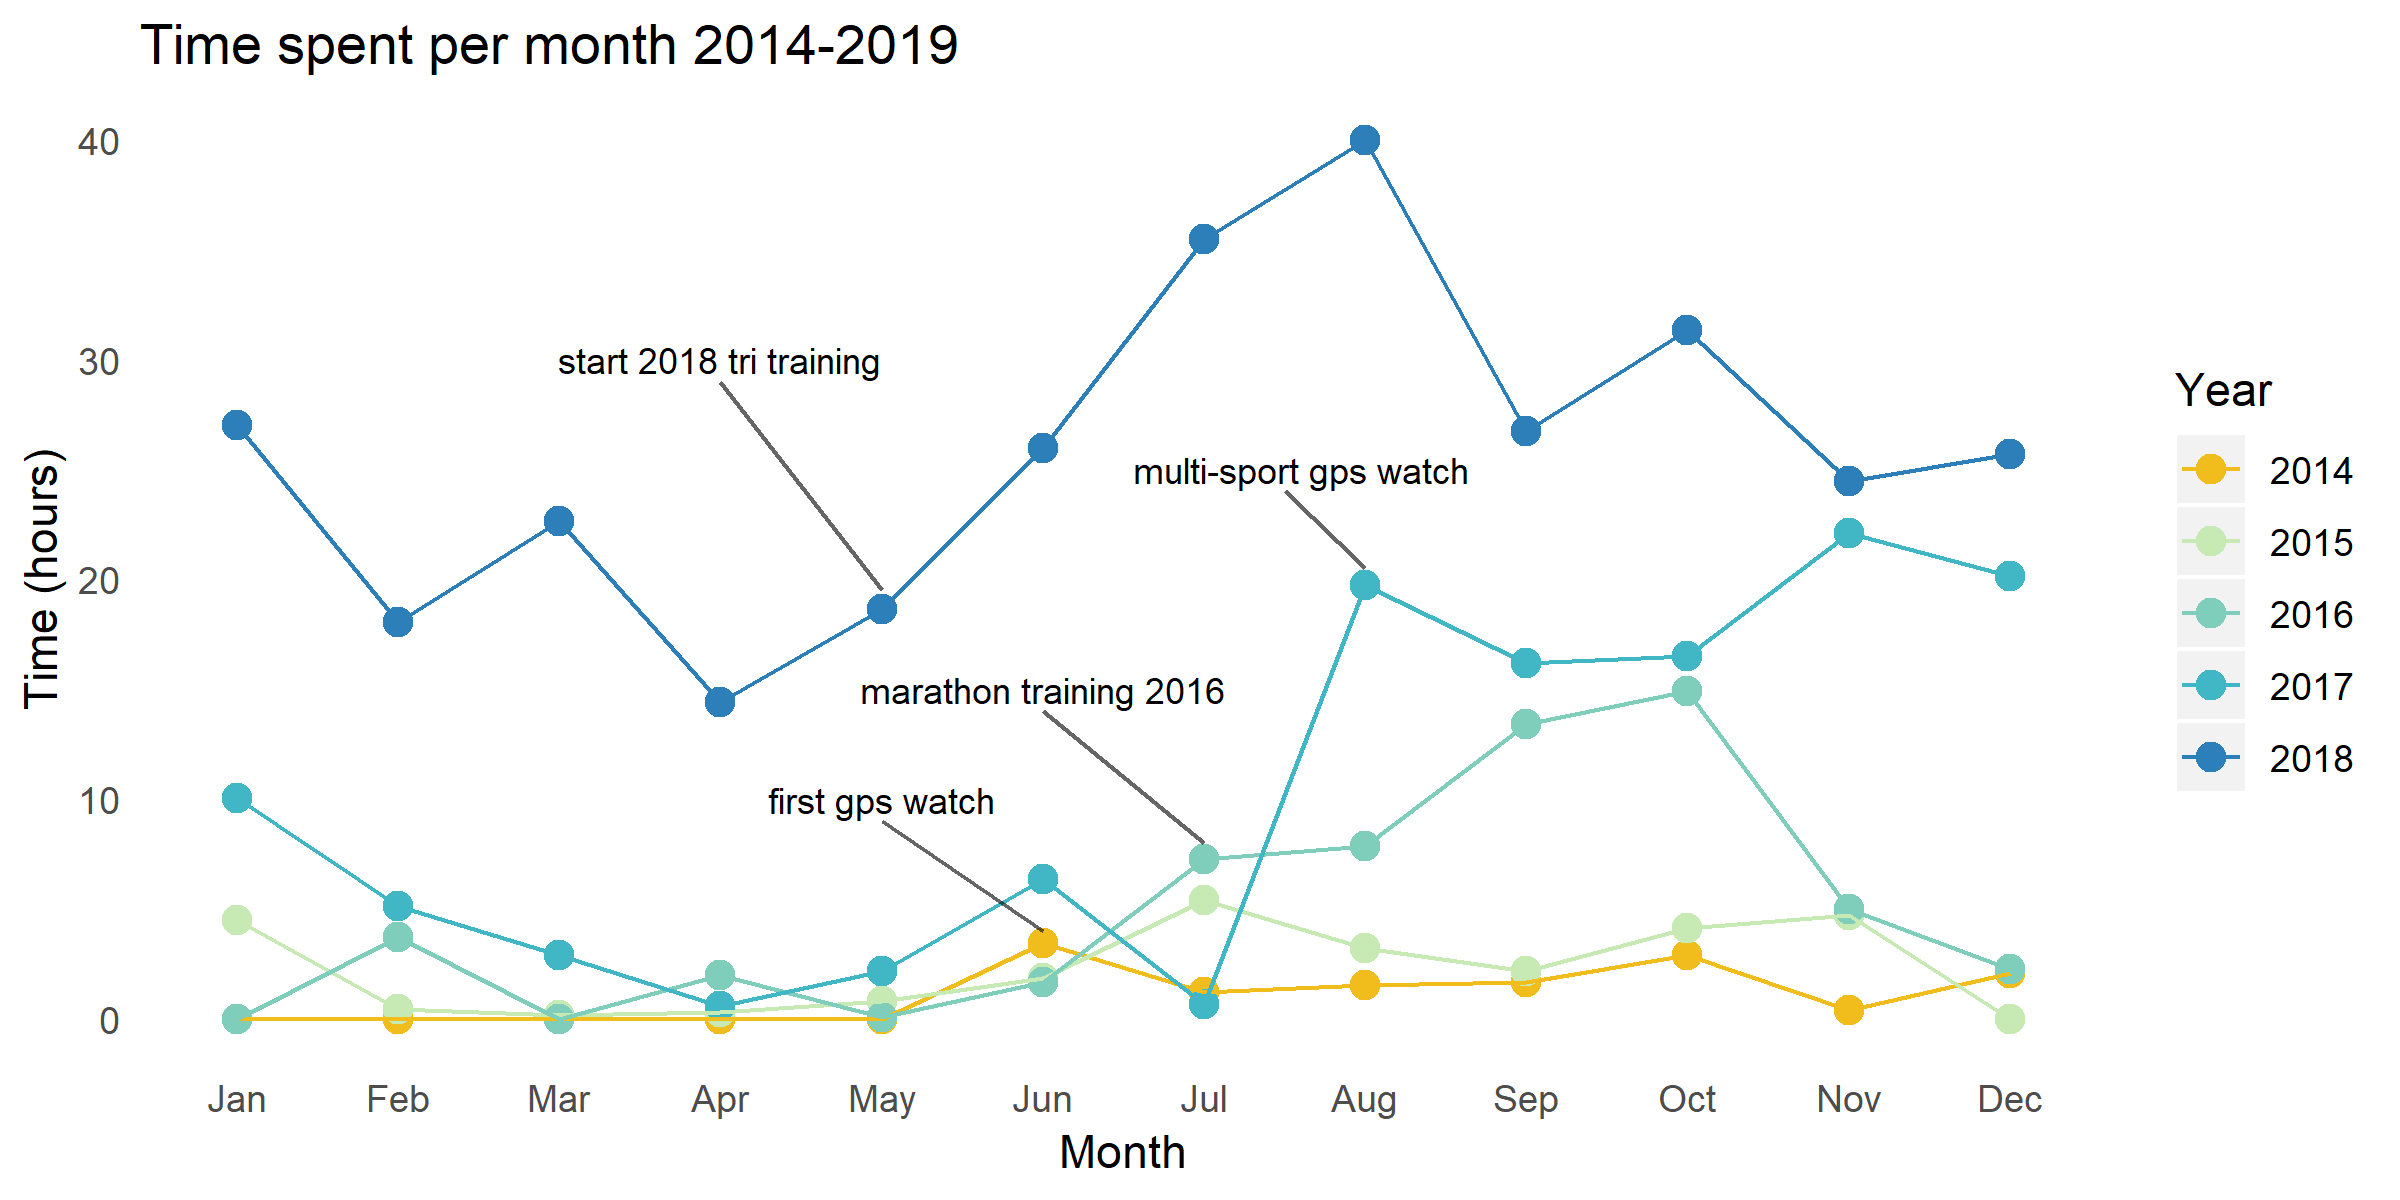 Time spent per month 2014-2019
40
30
20
10
0
Time (hours)
start 2018 tri training
multi-sport gps watch
marathon training 2016
first gps watch
Jan Feb Mar Apr May Jun Jul Aug Sep Oct Nov Dec
Month
Year
2014
2015
2016
2017
2018